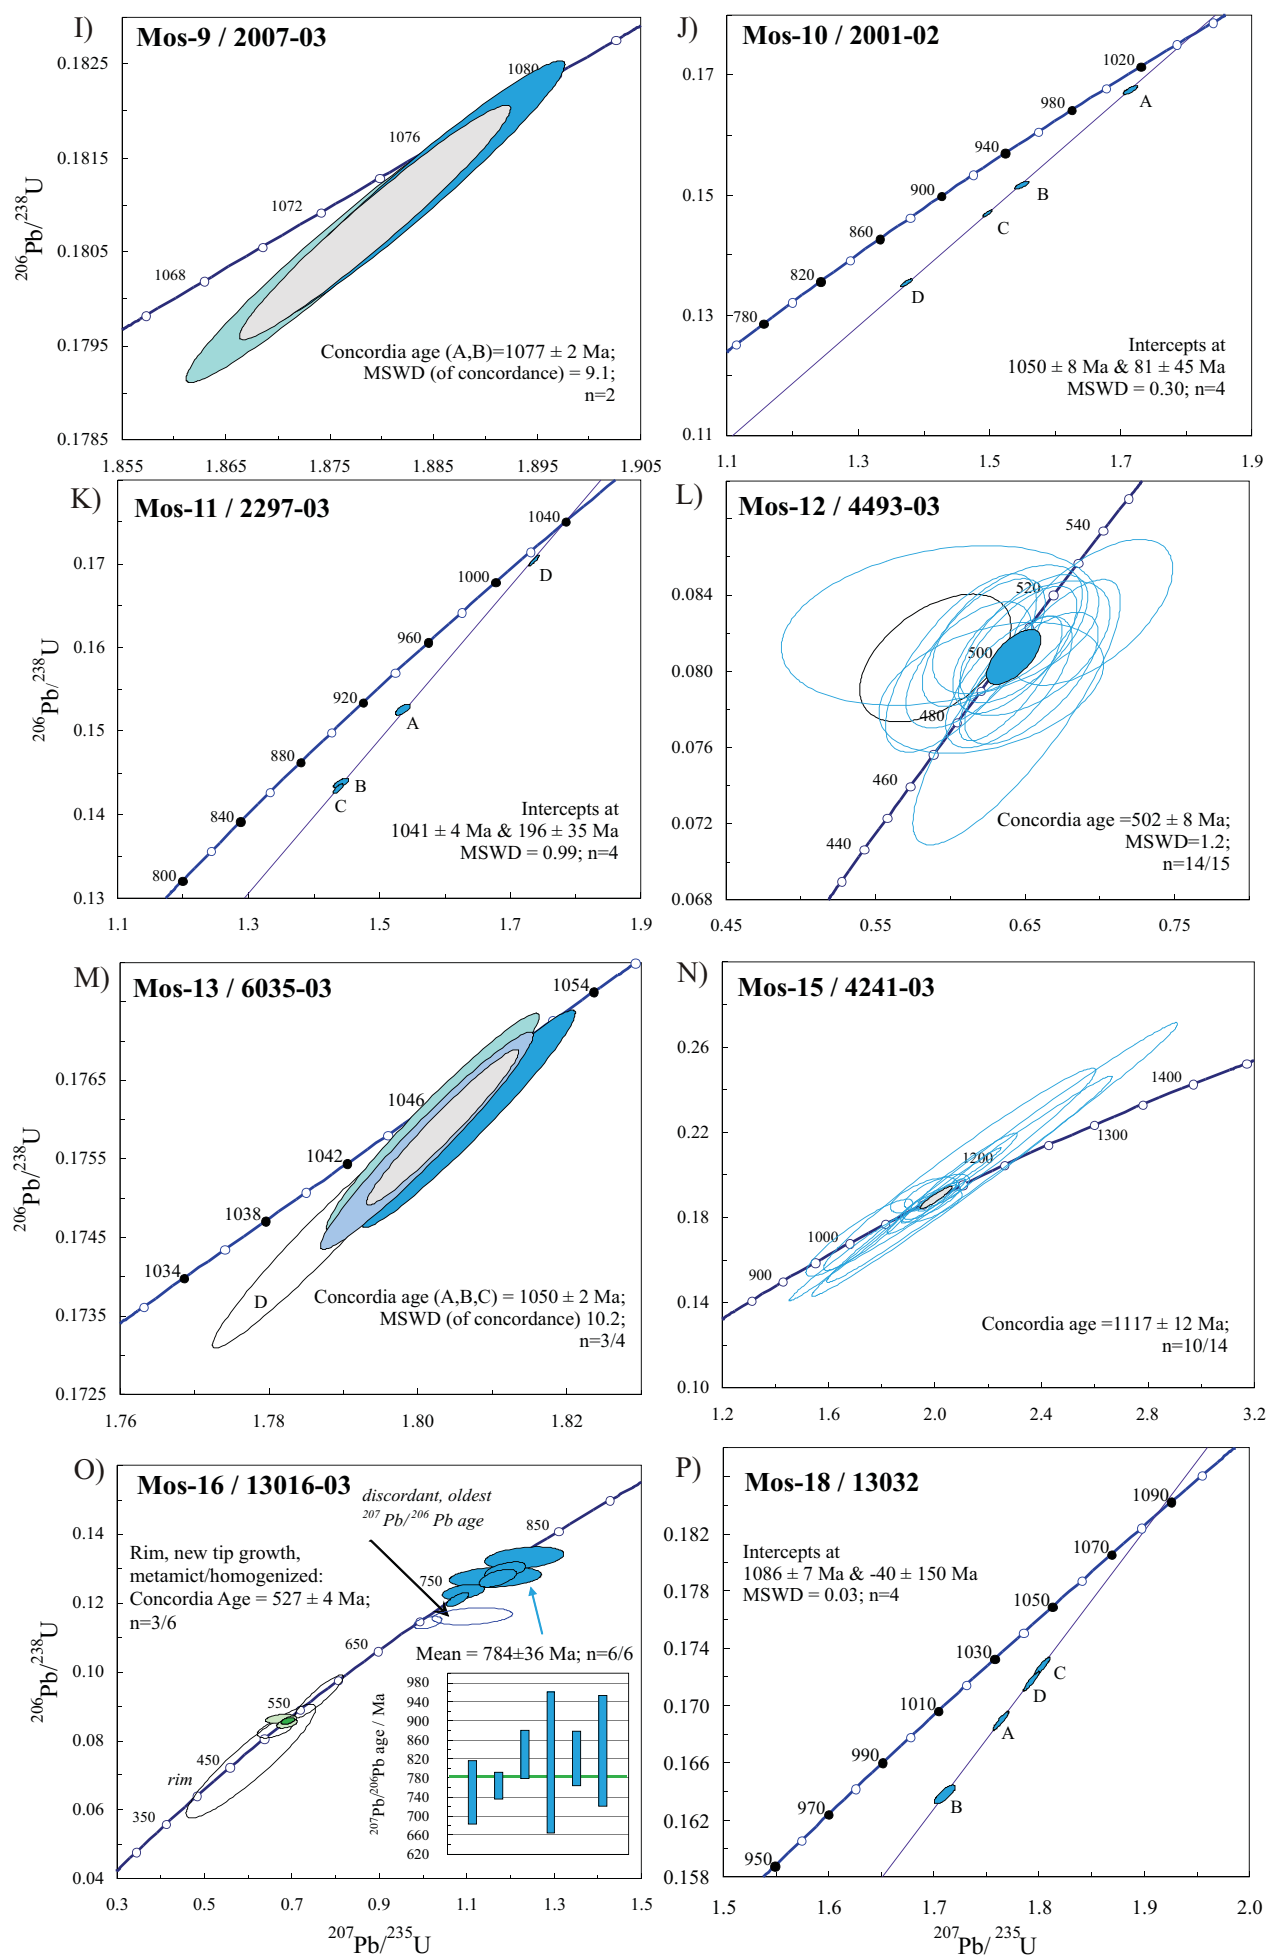 I)
Mos-9 / 2007-03
0.1825
0.1815
0.1805
0.1795
0.1785
1080
1076
1072
1068
206Pb/238U
Concordia age (A,B)=1077 ± 2 Ma;
MSWD (of concordance) = 9.1;
n=2
1.855 1.865 1.875 1.885 1.895 1.905
J)
Mos-10 / 2001-02
0.17
0.15
0.13
0.11
1020
980
940
900
860
820
780
A
B
C
D
Intercepts at
1050 ± 8 Ma & 81 ± 45 Ma
MSWD = 0.30; n=4
1.1 1.3 1.5 1.7 1.9
K)
Mos-11 / 2297-03
0.17
0.16
0.15
0.14
0.13
206Pb/238U
1040
1000
960
920
880
840
800
D
A
B
C
Intercepts at
1041 ± 4 Ma & 196 ± 35 Ma
MSWD = 0.99; n=4
1.1 1.3 1.5 1.7 1.9
L)
Mos-12 / 4493-03
0.084
0.080
0.076
0.072
0.068
540
520
500
480
460
440
Concordia age =502 ± 8 Ma;
MSWD=1.2;
n=14/15
0.45 0.55 0.65 0.75
M)
Mos-13 / 6035-03
0.1765
0.1755
0.1745
0.1735
0.1725
206Pb/238U
1054
1046
1042
1038
1034
D
Concordia age (A,B,C) = 1050 ± 2 Ma;
MSWD (of concordance) 10.2;
n=3/4
1.76 1.78 1.80 1.82
N)
Mos-15 / 4241-03
0.26
0.22
0.18
0.14
0.10
1400
1300
1200
1000
900
Concordia age =1117 ± 12 Ma;
n=10/14
1.2 1.6 2.0 2.4 2.8 3.2
O)
Mos-16 / 13016-03
discordant, oldest
207Pb/206Pb age
0.14
0.12
0.10
0.08
0.06
0.04
206Pb/238U
Rim, new tip growth,
metamict/homogenized:
Concordia Age = 527 ± 4 Ma;
n=3/6
850
750
650
550
450
350
rim
Mean = 784±36 Ma; n=6/6
207Pb/206Pb age / Ma
980
940
900
860
820
780
740
700
660
620
0.3 0.5 0.7 0.9 1.1 1.3 1.5
207Pb/235U
P)
Mos-18 / 13032
0.182
0.178
0.174
0.170
0.166
0.162
0.158
Intercepts at
1086 ± 7 Ma & -40 ± 150 Ma
MSWD = 0.03; n=4
1090
1070
1050
1030
1010
990
970
950
C
D
A
B
1.5 1.6 1.7 1.8 1.9 2.0
207Pb/235U